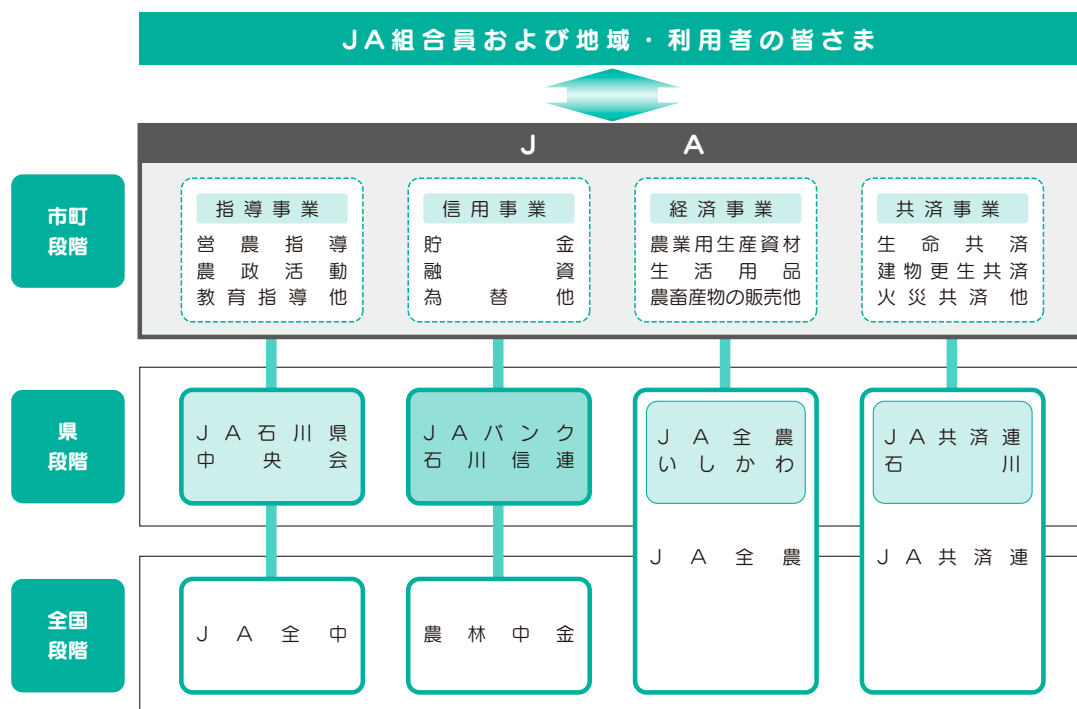 JA組合員および地域・利用者の皆さま
JA
市町
段階
指導事業
営農指導
農政活動
教育指導他
信用事業
貯金
融資
為替他
経済事業
農業用生産資材
生活用品
農畜産物の販売他
共済事業
生命共済
建物更生共済
火災共済他
県
段階
JA石川県
中央会
JAバンク
石川信連
JA全農
いしかわ
JA共済連
石川
全国
段階
JA全中
農林中金
JA全農
JA共済連